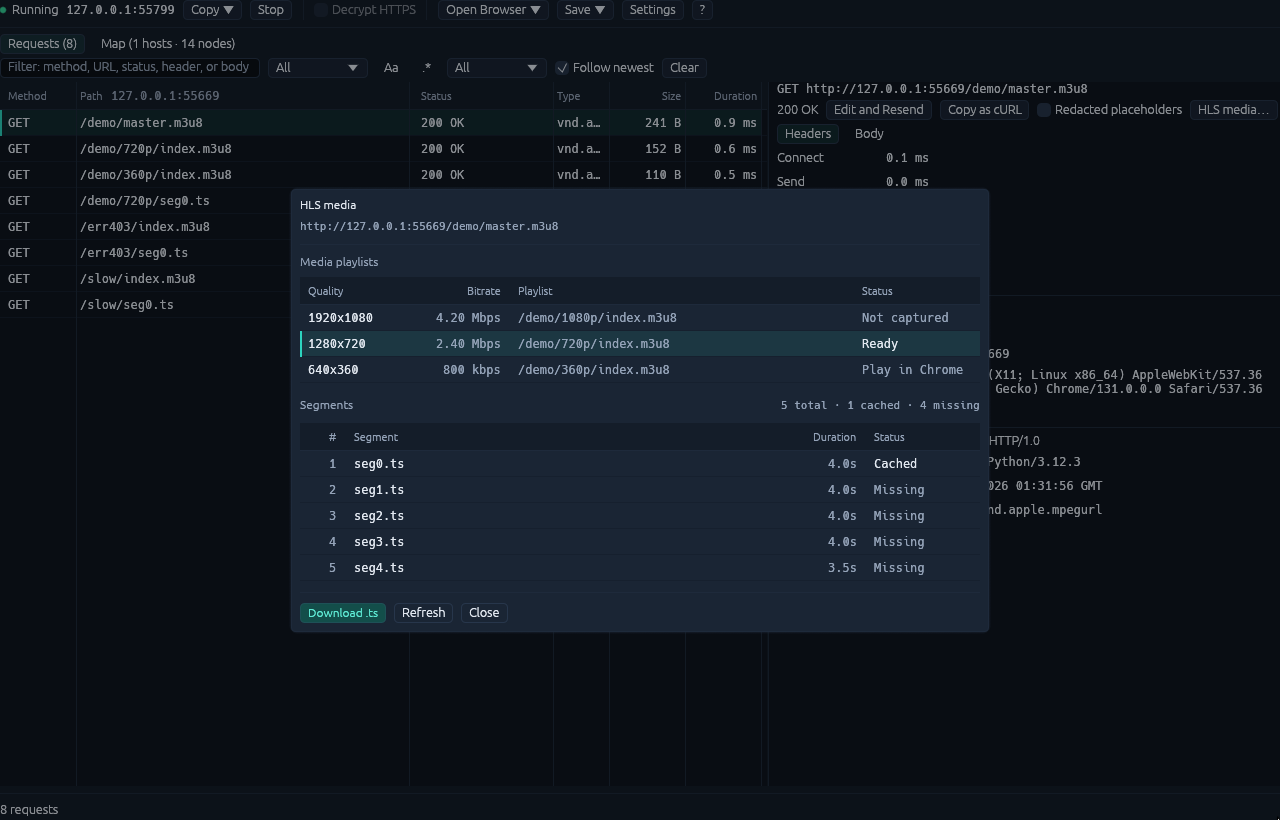 Running 127.0.0.1:55799 Copy ▼ Stop Decrypt HTTPS Open Browser ▼ Save ▼ Settings ?
Requests (8) Map (1 hosts · 14 nodes)
Filter: method, URL, status, header, or body All ▼ Aa .* All ▼ Follow newest Clear
Method Path 127.0.0.1:55669 Status Type Size Duration
GET /demo/master.m3u8 200 OK vnd.a… 241 B 0.9 ms
GET /demo/720p/index.m3u8 200 OK vnd.a… 152 B 0.6 ms
GET /demo/360p/index.m3u8 200 OK vnd.a… 110 B 0.5 ms
GET /demo/720p/seg0.ts
GET /err403/index.m3u8
GET /err403/seg0.ts
GET /slow/index.m3u8
GET /slow/seg0.ts
GET http://127.0.0.1:55669/demo/master.m3u8
200 OK Edit and Resend Copy as cURL Redacted placeholders HLS media…
Headers Body
Connect 0.1 ms
Send 0.0 ms
HLS media
http://127.0.0.1:55669/demo/master.m3u8
Media playlists
Quality Bitrate Playlist Status
1920x1080 4.20 Mbps /demo/1080p/index.m3u8 Not captured
1280x720 2.40 Mbps /demo/720p/index.m3u8 Ready
640x360 800 kbps /demo/360p/index.m3u8 Play in Chrome
Segments 5 total · 1 cached · 4 missing
# Segment Duration Status
1 seg0.ts 4.0s Cached
2 seg1.ts 4.0s Missing
3 seg2.ts 4.0s Missing
4 seg3.ts 4.0s Missing
5 seg4.ts 3.5s Missing
Download .ts Refresh Close
669
(X11; Linux x86_64) AppleWebKit/537.36
Gecko) Chrome/131.0.0.0 Safari/537.36
HTTP/1.0
Python/3.12.3
026 01:31:56 GMT
nd.apple.mpegurl
8 requests